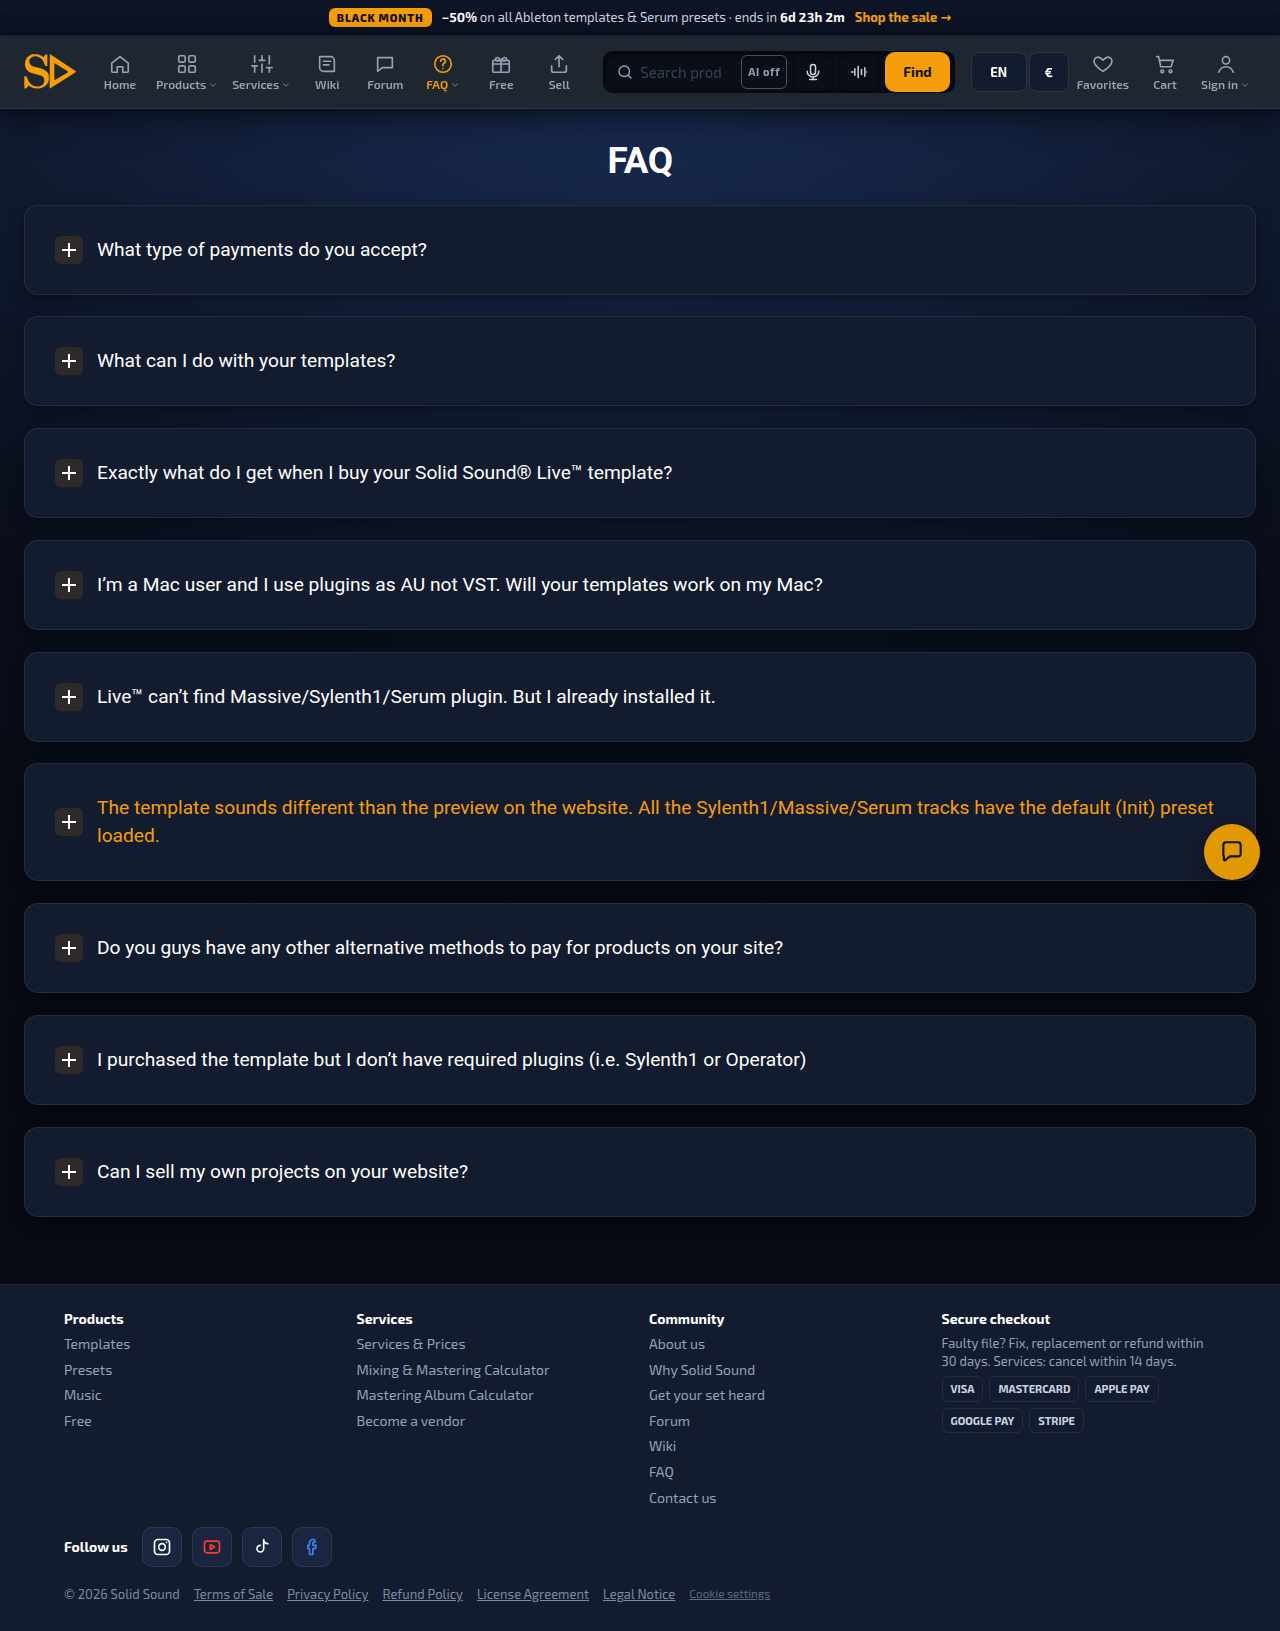 BLACK MONTH −50% on all Ableton templates & Serum presets · ends in 6d 23h 2m Shop the sale →
Home
Products
Services
Wiki
Forum
FAQ
Free
Sell
Search prod
AI off
Find
EN
€
Favorites
Cart
Sign in
FAQ
What type of payments do you accept?
What can I do with your templates?
Exactly what do I get when I buy your Solid Sound® Live™ template?
I’m a Mac user and I use plugins as AU not VST. Will your templates work on my Mac?
Live™ can’t find Massive/Sylenth1/Serum plugin. But I already installed it.
The template sounds different than the preview on the website. All the Sylenth1/Massive/Serum tracks have the default (Init) preset
loaded.
Do you guys have any other alternative methods to pay for products on your site?
I purchased the template but I don’t have required plugins (i.e. Sylenth1 or Operator)
Can I sell my own projects on your website?
Products
Templates
Presets
Music
Free
Services
Services & Prices
Mixing & Mastering Calculator
Mastering Album Calculator
Become a vendor
Community
About us
Why Solid Sound
Get your set heard
Forum
Wiki
FAQ
Contact us
Secure checkout
Faulty file? Fix, replacement or refund within
30 days. Services: cancel within 14 days.
VISA MASTERCARD APPLE PAY
GOOGLE PAY STRIPE
Follow us
© 2026 Solid Sound Terms of Sale Privacy Policy Refund Policy License Agreement Legal Notice Cookie settings